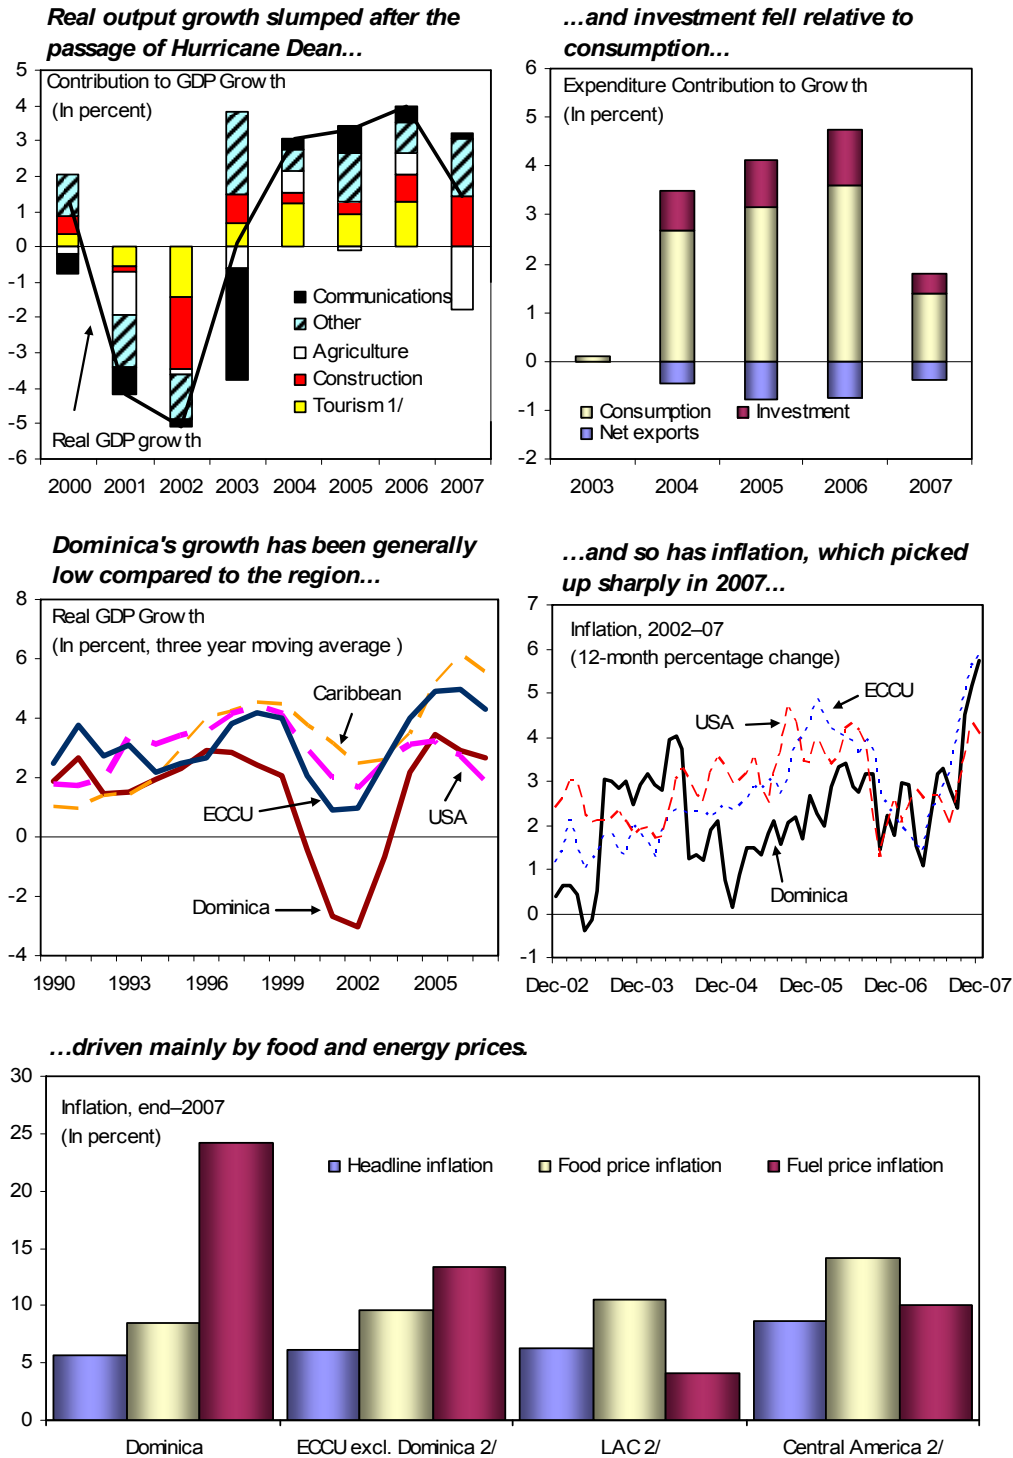 Real output growth slumped after the
passage of Hurricane Dean…
Contribution to GDP Growth
(In percent)
5
4
3
2
1
0
-1
-2
-3
-4
-5
-6
Communications
Other
Agriculture
Construction
Tourism 1/
Real GDP growth
2000 2001 2002 2003 2004 2005 2006 2007
…and investment fell relative to
consumption…
Expenditure Contribution to Growth
(In percent)
6
5
4
3
2
1
0
-1
-2
Consumption Investment
Net exports
2003 2004 2005 2006 2007
Dominica's growth has been generally
low compared to the region…
Real GDP Growth
(In percent, three year moving average )
8
6
4
2
0
-2
-4
Caribbean
ECCU
USA
Dominica
1990 1993 1996 1999 2002 2005
…and so has inflation, which picked
up sharply in 2007…
Inflation, 2002–07
(12-month percentage change)
7
6
5
4
3
2
1
0
-1
ECCU
USA
Dominica
Dec-02 Dec-03 Dec-04 Dec-05 Dec-06 Dec-07
…driven mainly by food and energy prices.
Inflation, end–2007
(In percent)
30
25
20
15
10
5
0
Headline inflation Food price inflation Fuel price inflation
Dominica ECCU excl. Dominica 2/ LAC 2/ Central America 2/